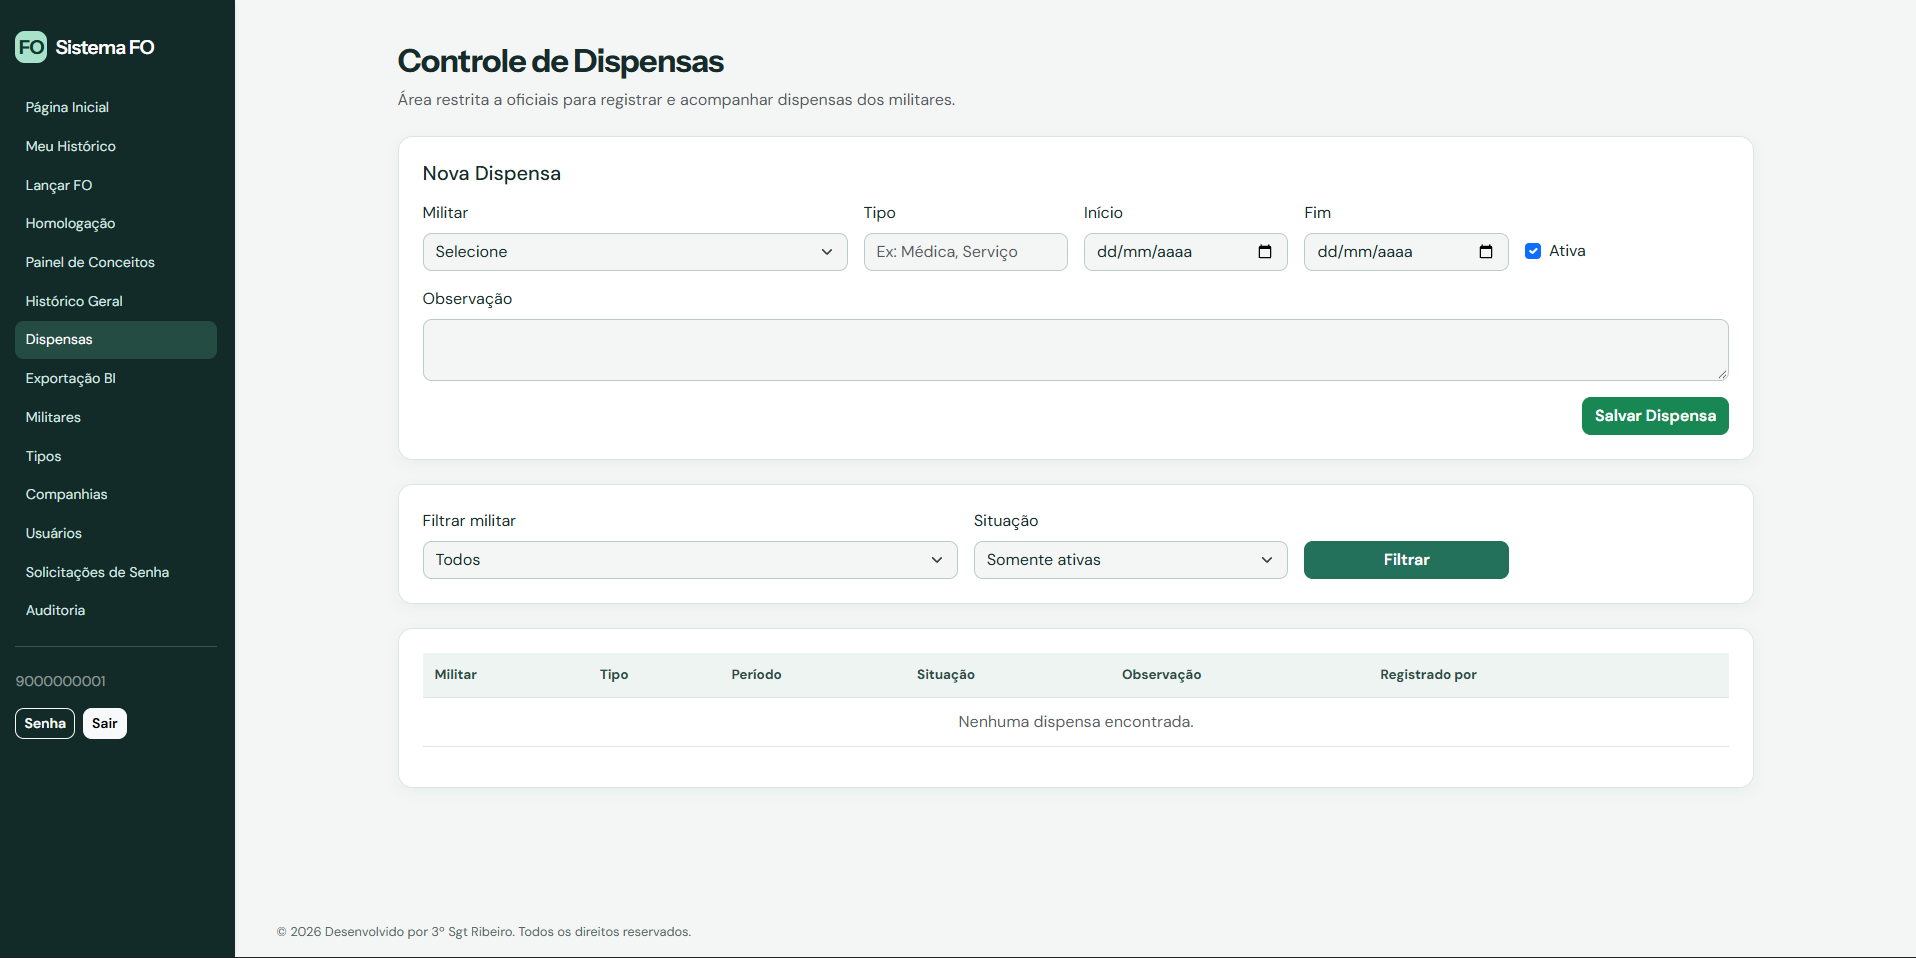 FO Sistema FO
Página Inicial
Meu Histórico
Lançar FO
Homologação
Painel de Conceitos
Histórico Geral
Dispensas
Exportação BI
Militares
Tipos
Companhias
Usuários
Solicitações de Senha
Auditoria
9000000001
Senha Sair
Controle de Dispensas
Área restrita a oficiais para registrar e acompanhar dispensas dos militares.
Nova Dispensa
Militar Tipo Início Fim
Selecione Ex: Médica, Serviço dd/mm/aaaa dd/mm/aaaa Ativa
Observação
Salvar Dispensa
Filtrar militar Situação
Todos Somente ativas Filtrar
Militar Tipo Período Situação Observação Registrado por
Nenhuma dispensa encontrada.
© 2026 Desenvolvido por 3º Sgt Ribeiro. Todos os direitos reservados.